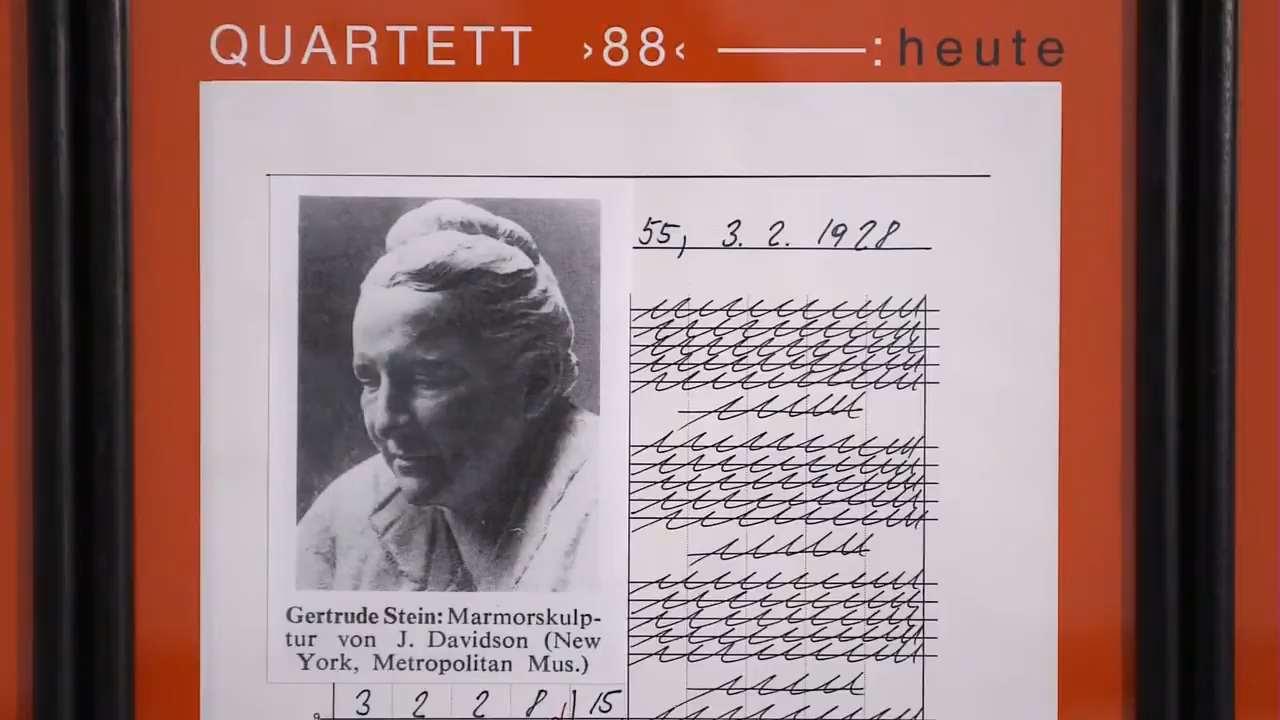 QUARTETT ›88‹ ———: heute
55, 3. 2. 1928
Gertrude Stein: Marmorskulp-
tur von J. Davidson (New
York, Metropolitan Mus.)
3 2 2 8 15